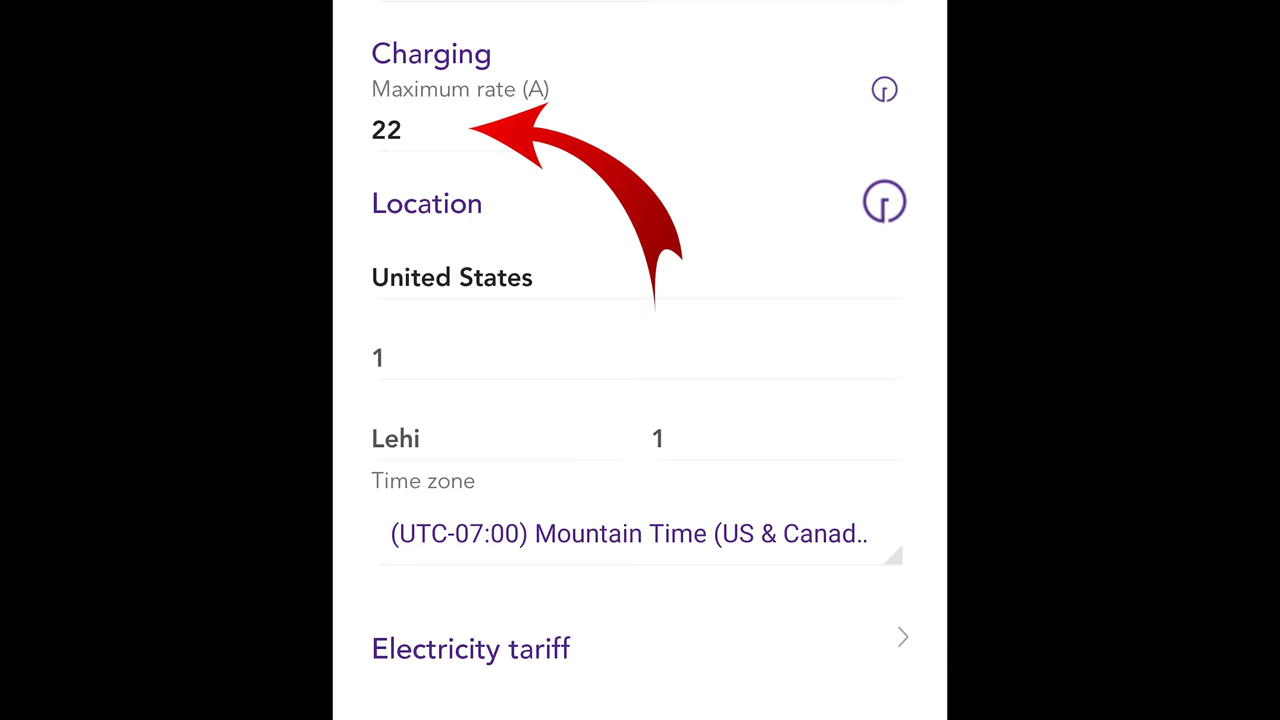 Charging
Maximum rate (A)
22
Location
United States
1
Lehi 1
Time zone
(UTC-07:00) Mountain Time (US & Canad..
Electricity tariff